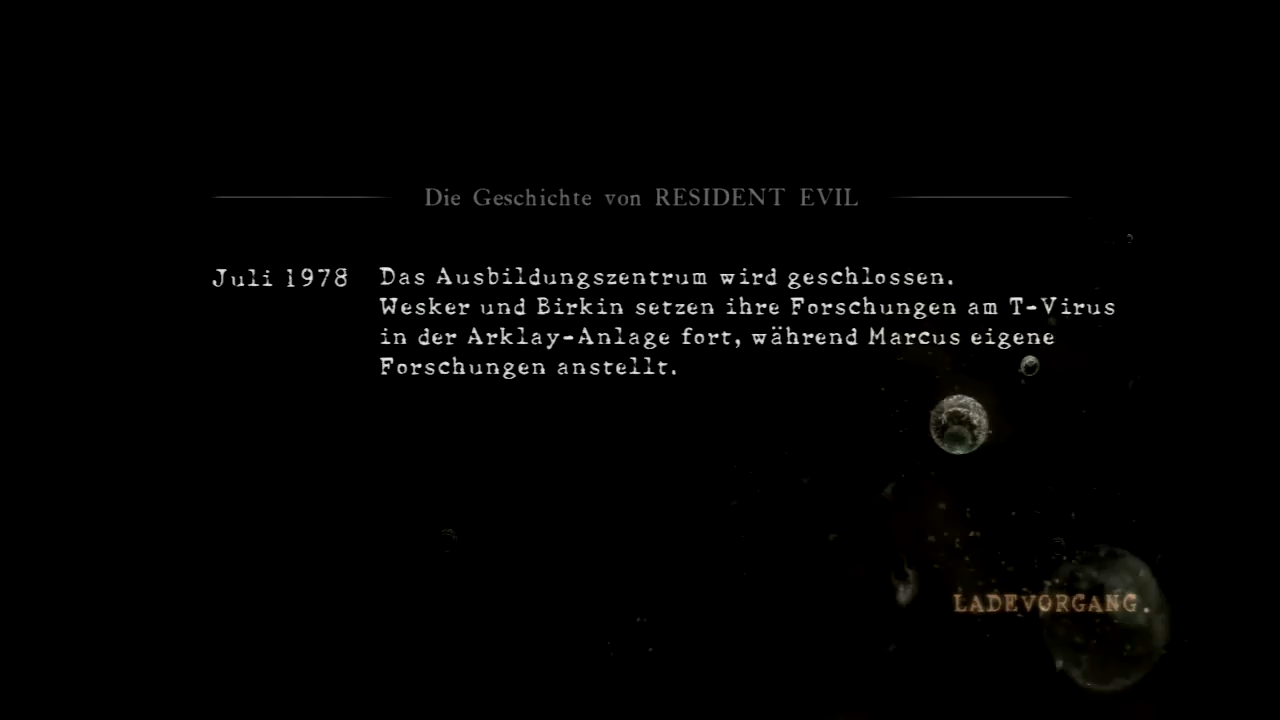 Die Geschichte von RESIDENT EVIL
Juli 1978 Das Ausbildungszentrum wird geschlossen.
Wesker und Birkin setzen ihre Forschungen am T-Virus
in der Arklay-Anlage fort, während Marcus eigene
Forschungen anstellt.
LADEVORGANG.